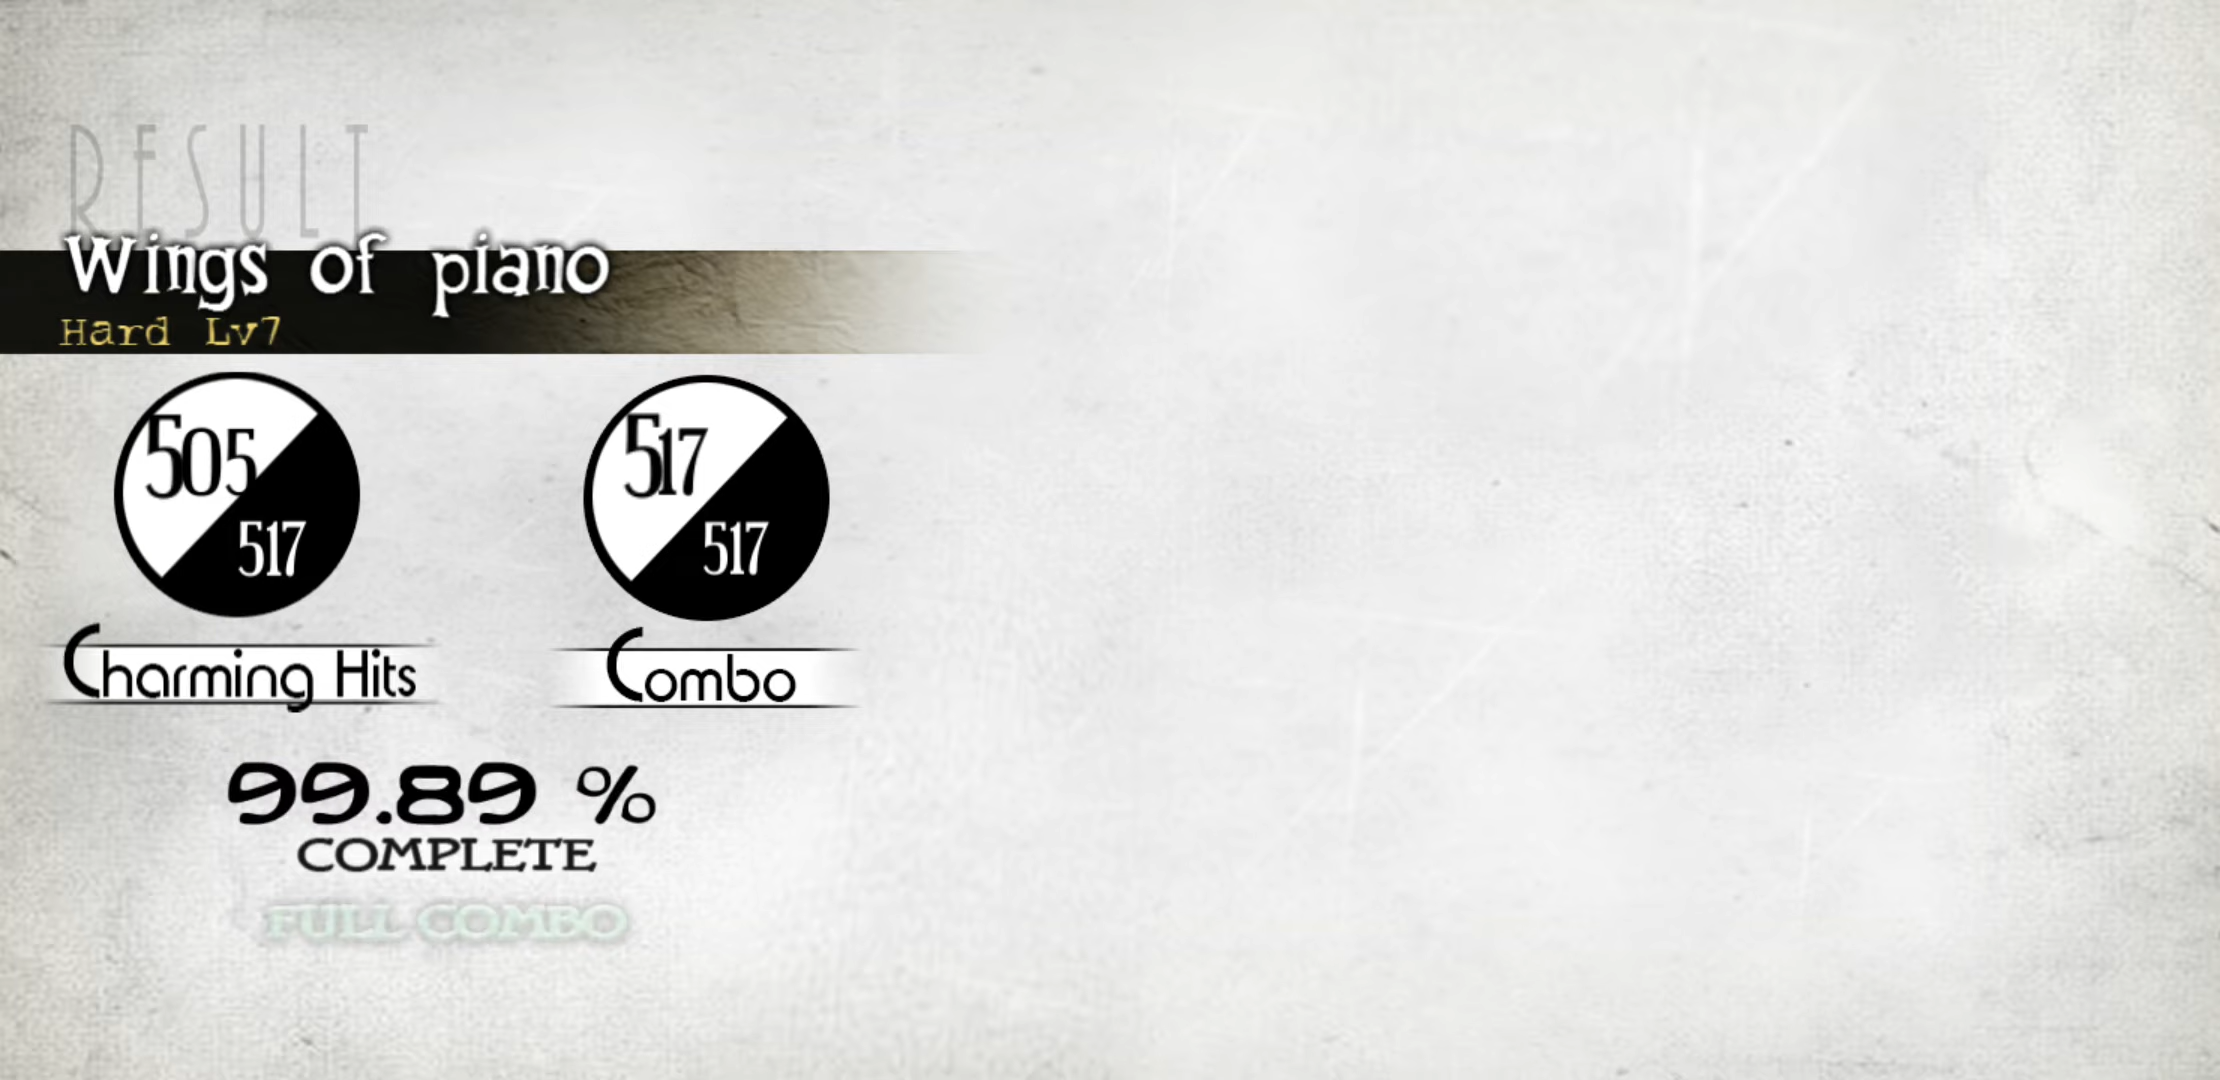 RESULT
Wings of piano
Hard Lv7
505
517
517
517
Charming Hits
Combo
99.89 %
COMPLETE
FULL COMBO